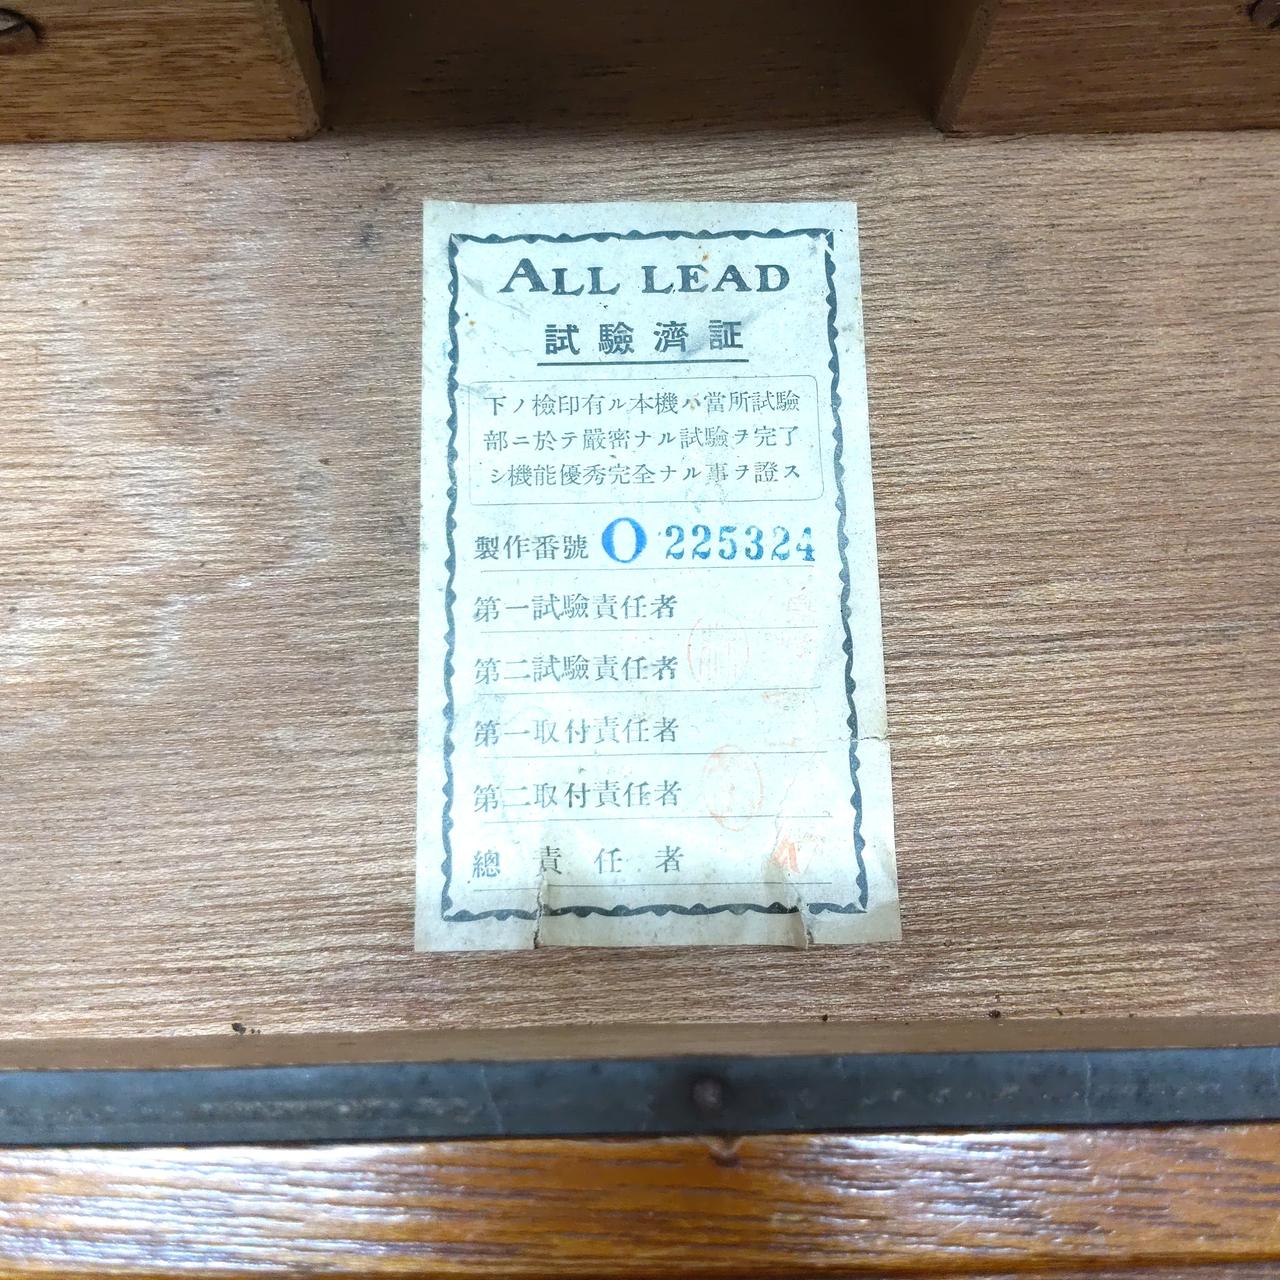 ALL LEAD
試驗濟証
下ノ檢印有ル本機ハ當所試驗
部ニ於テ嚴密ナル試驗ヲ完了
シ機能優秀完全ナル事ヲ證ス
製作番號 O 225324
第一試驗責任者
第二試驗責任者
第一取付責任者
第二取付責任者
總責任者